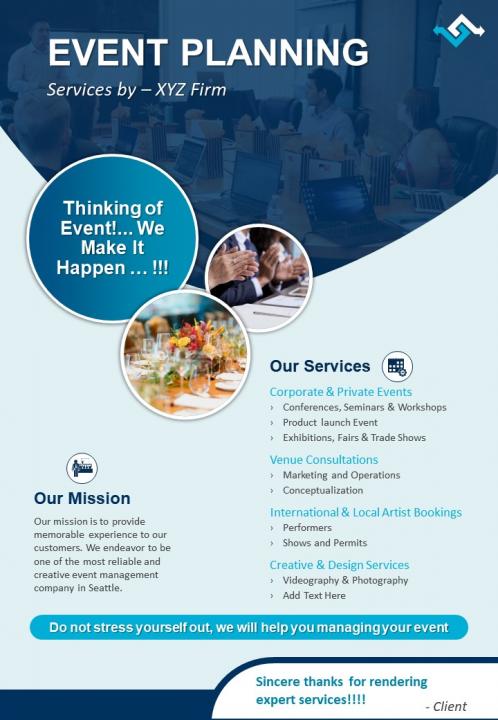 EVENT PLANNING
Services by – XYZ Firm
Thinking of
Event!... We
Make It
Happen ... !!!
Our Services
Corporate & Private Events
› Conferences, Seminars & Workshops
› Product launch Event
› Exhibitions, Fairs & Trade Shows
Venue Consultations
› Marketing and Operations
› Conceptualization
International & Local Artist Bookings
› Performers
› Shows and Permits
Creative & Design Services
› Videography & Photography
› Add Text Here
Our Mission
Our mission is to provide
memorable experience to our
customers. We endeavor to be
one of the most reliable and
creative event management
company in Seattle.
Do not stress yourself out, we will help you managing your event
Sincere thanks for rendering
expert services!!!!
- Client